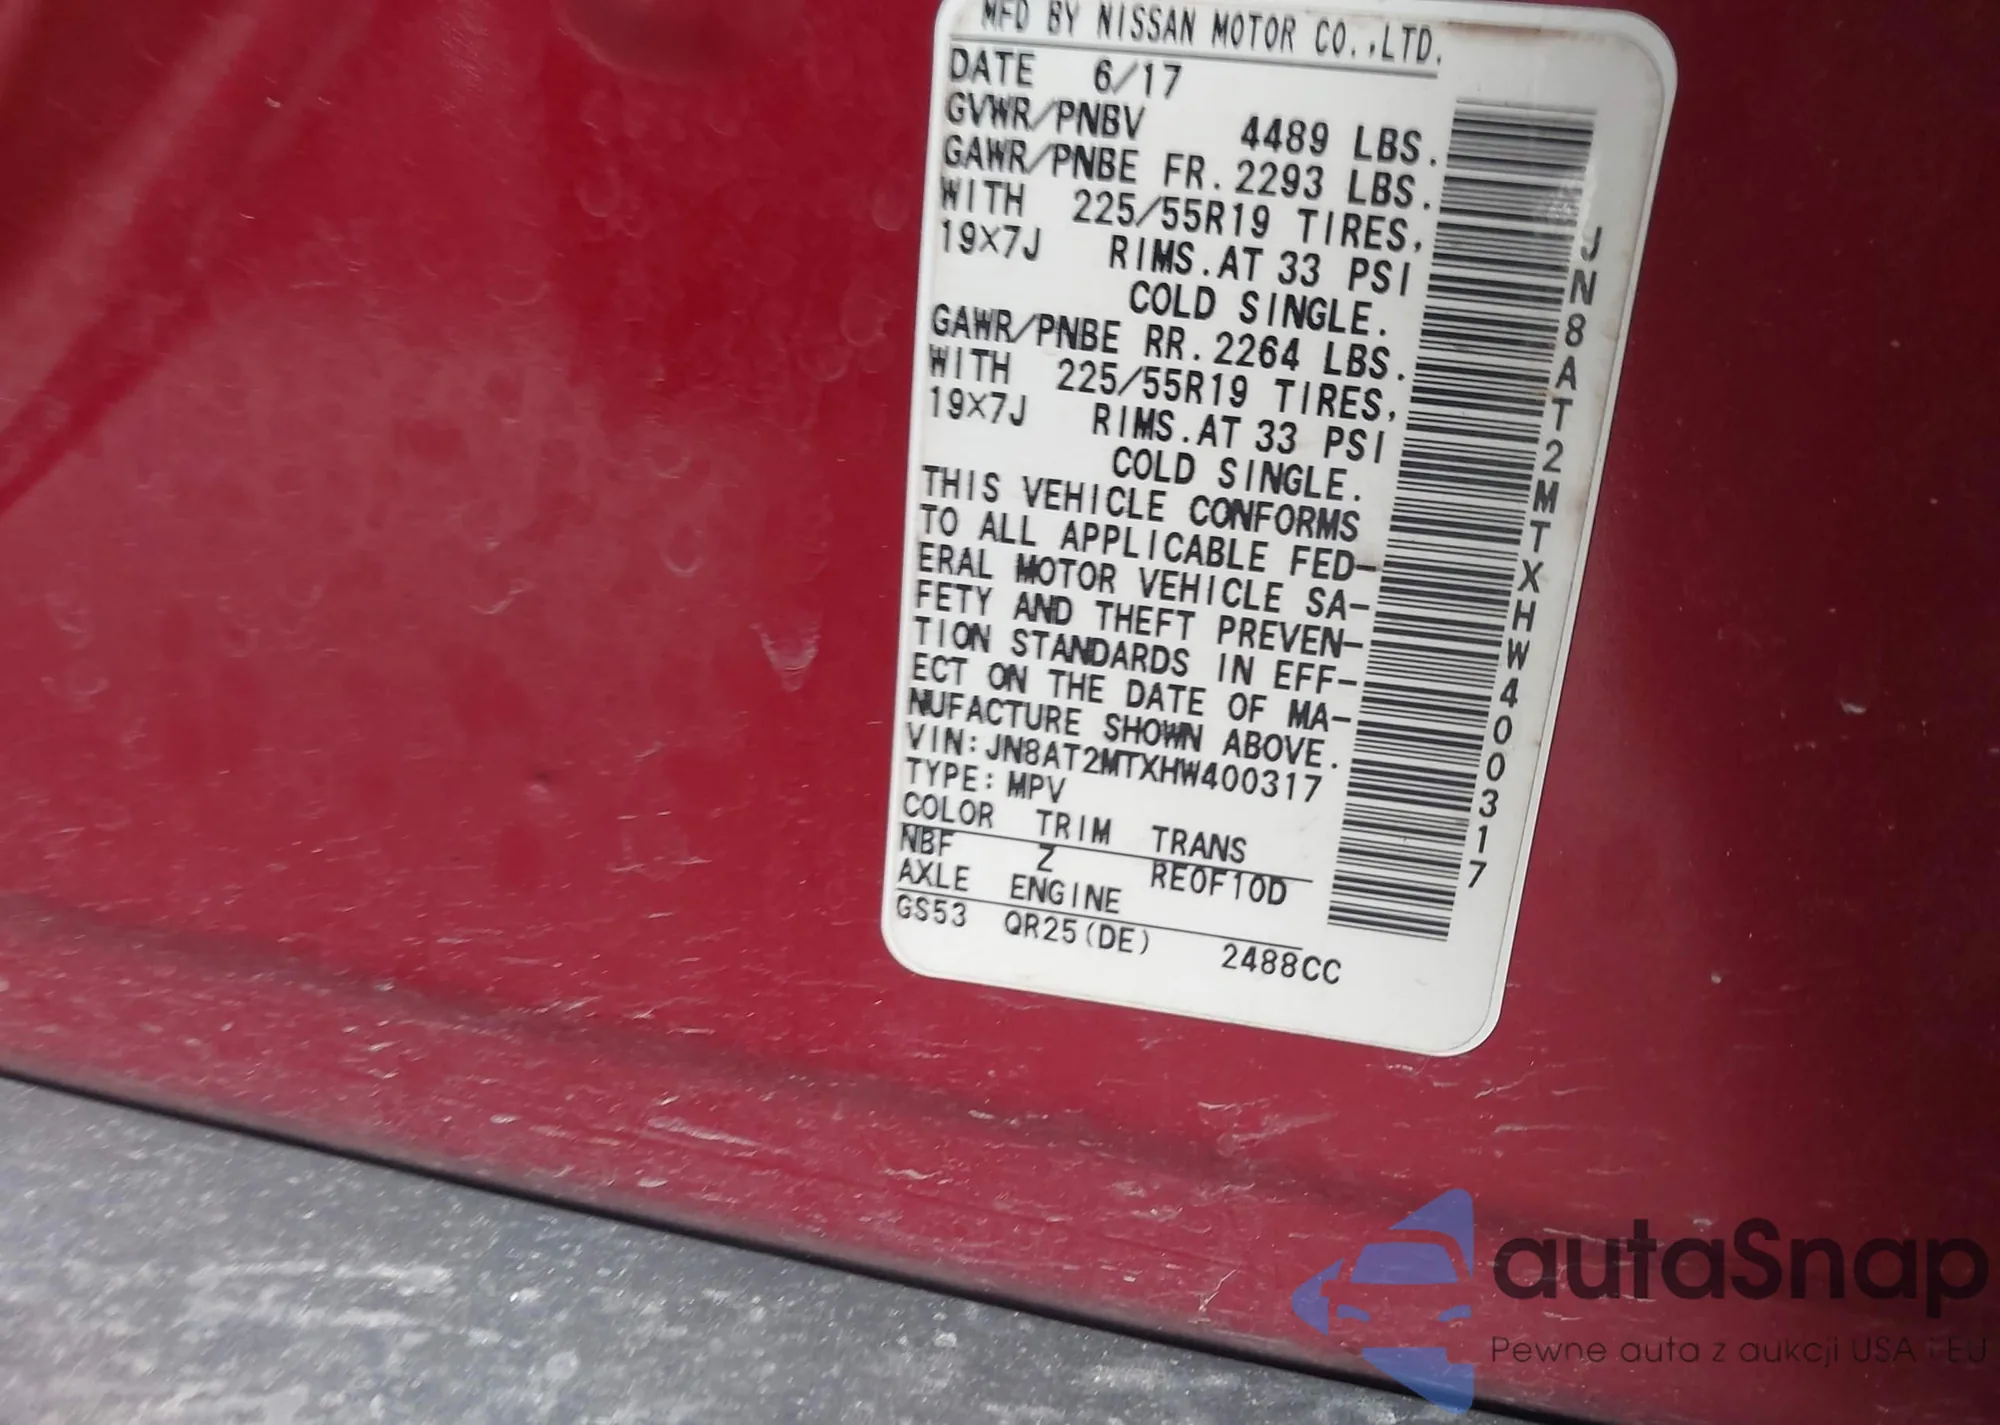 MFD BY NISSAN MOTOR CO.,LTD.
DATE 6/17
GVWR/PNBV 4489 LBS.
GAWR/PNBE FR.2293 LBS.
WITH 225/55R19 TIRES,
19X7J RIMS.AT 33 PSI
COLD SINGLE.
GAWR/PNBE RR.2264 LBS.
WITH 225/55R19 TIRES,
19X7J RIMS.AT 33 PSI
COLD SINGLE.
THIS VEHICLE CONFORMS
TO ALL APPLICABLE FED-
ERAL MOTOR VEHICLE SA-
FETY AND THEFT PREVEN-
TION STANDARDS IN EFF-
ECT ON THE DATE OF MA-
NUFACTURE SHOWN ABOVE.
VIN:JN8AT2MTXHW400317
TYPE:MPV
COLOR TRIM TRANS
NBF Z RE0F10D
AXLE ENGINE
GS53 QR25(DE) 2488CC
JN8AT2MTXHW400317
autaSnap
Pewne auta z aukcji USA i EU